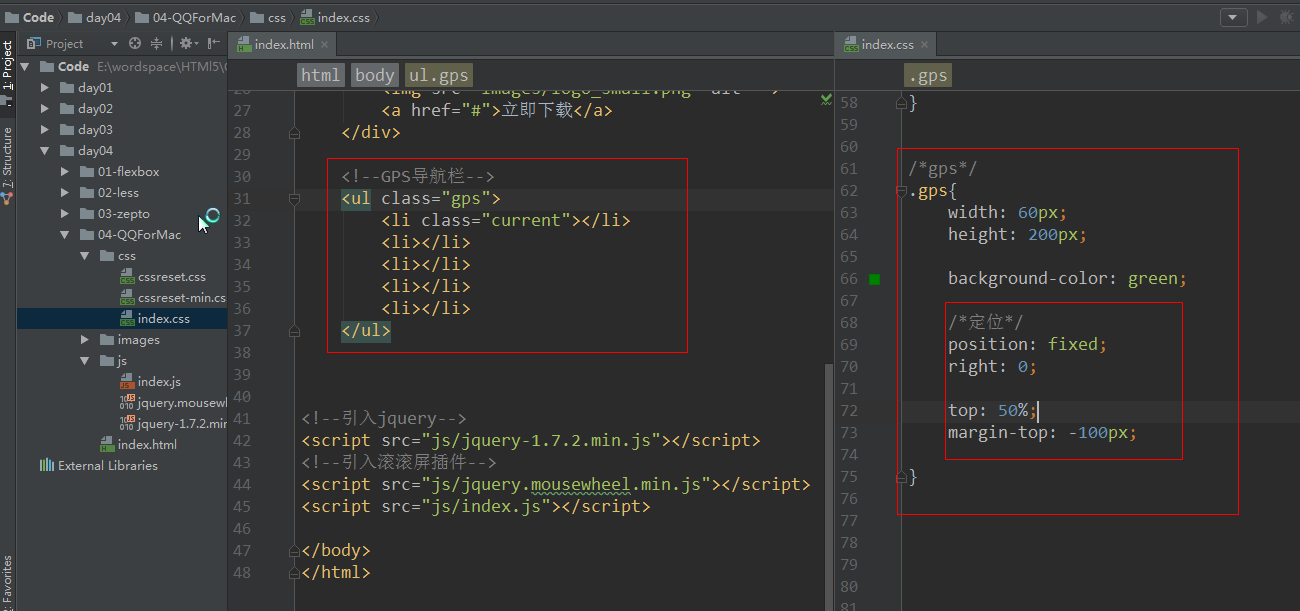 Code
day04
04-QQForMac
css
index.css
1: Project
7: Structure
2: Favorites
Project
Code E:\wordspace\HTMl5\
day01
day02
day03
day04
01-flexbox
02-less
03-zepto
04-QQForMac
css
cssreset.css
cssreset-min.cs
index.css
images
js
index.js
jquery.mousew
jquery-1.7.2.mir
index.html
External Libraries
index.html
html body ul.gps
27 <a href="#">立即下载</a>
28 </div>
29
30 <!--GPS导航栏-->
31 <ul class="gps">
32 <li class="current"></li>
33 <li></li>
34 <li></li>
35 <li></li>
36 <li></li>
37 </ul>
38
39
40
41 <!--引入jquery-->
42 <script src="js/jquery-1.7.2.min.js"></script>
43 <!--引入滚滚屏插件-->
44 <script src="js/jquery.mousewheel.min.js"></script>
45 <script src="js/index.js"></script>
46
47 </body>
48 </html>
index.css
.gps
58 }
59
60
61 /*gps*/
62 .gps{
63 width: 60px;
64 height: 200px;
65
66 background-color: green;
67
68 /*定位*/
69 position: fixed;
70 right: 0;
71
72 top: 50%;
73 margin-top: -100px;
74
75 }
76
77
78
79
80
81